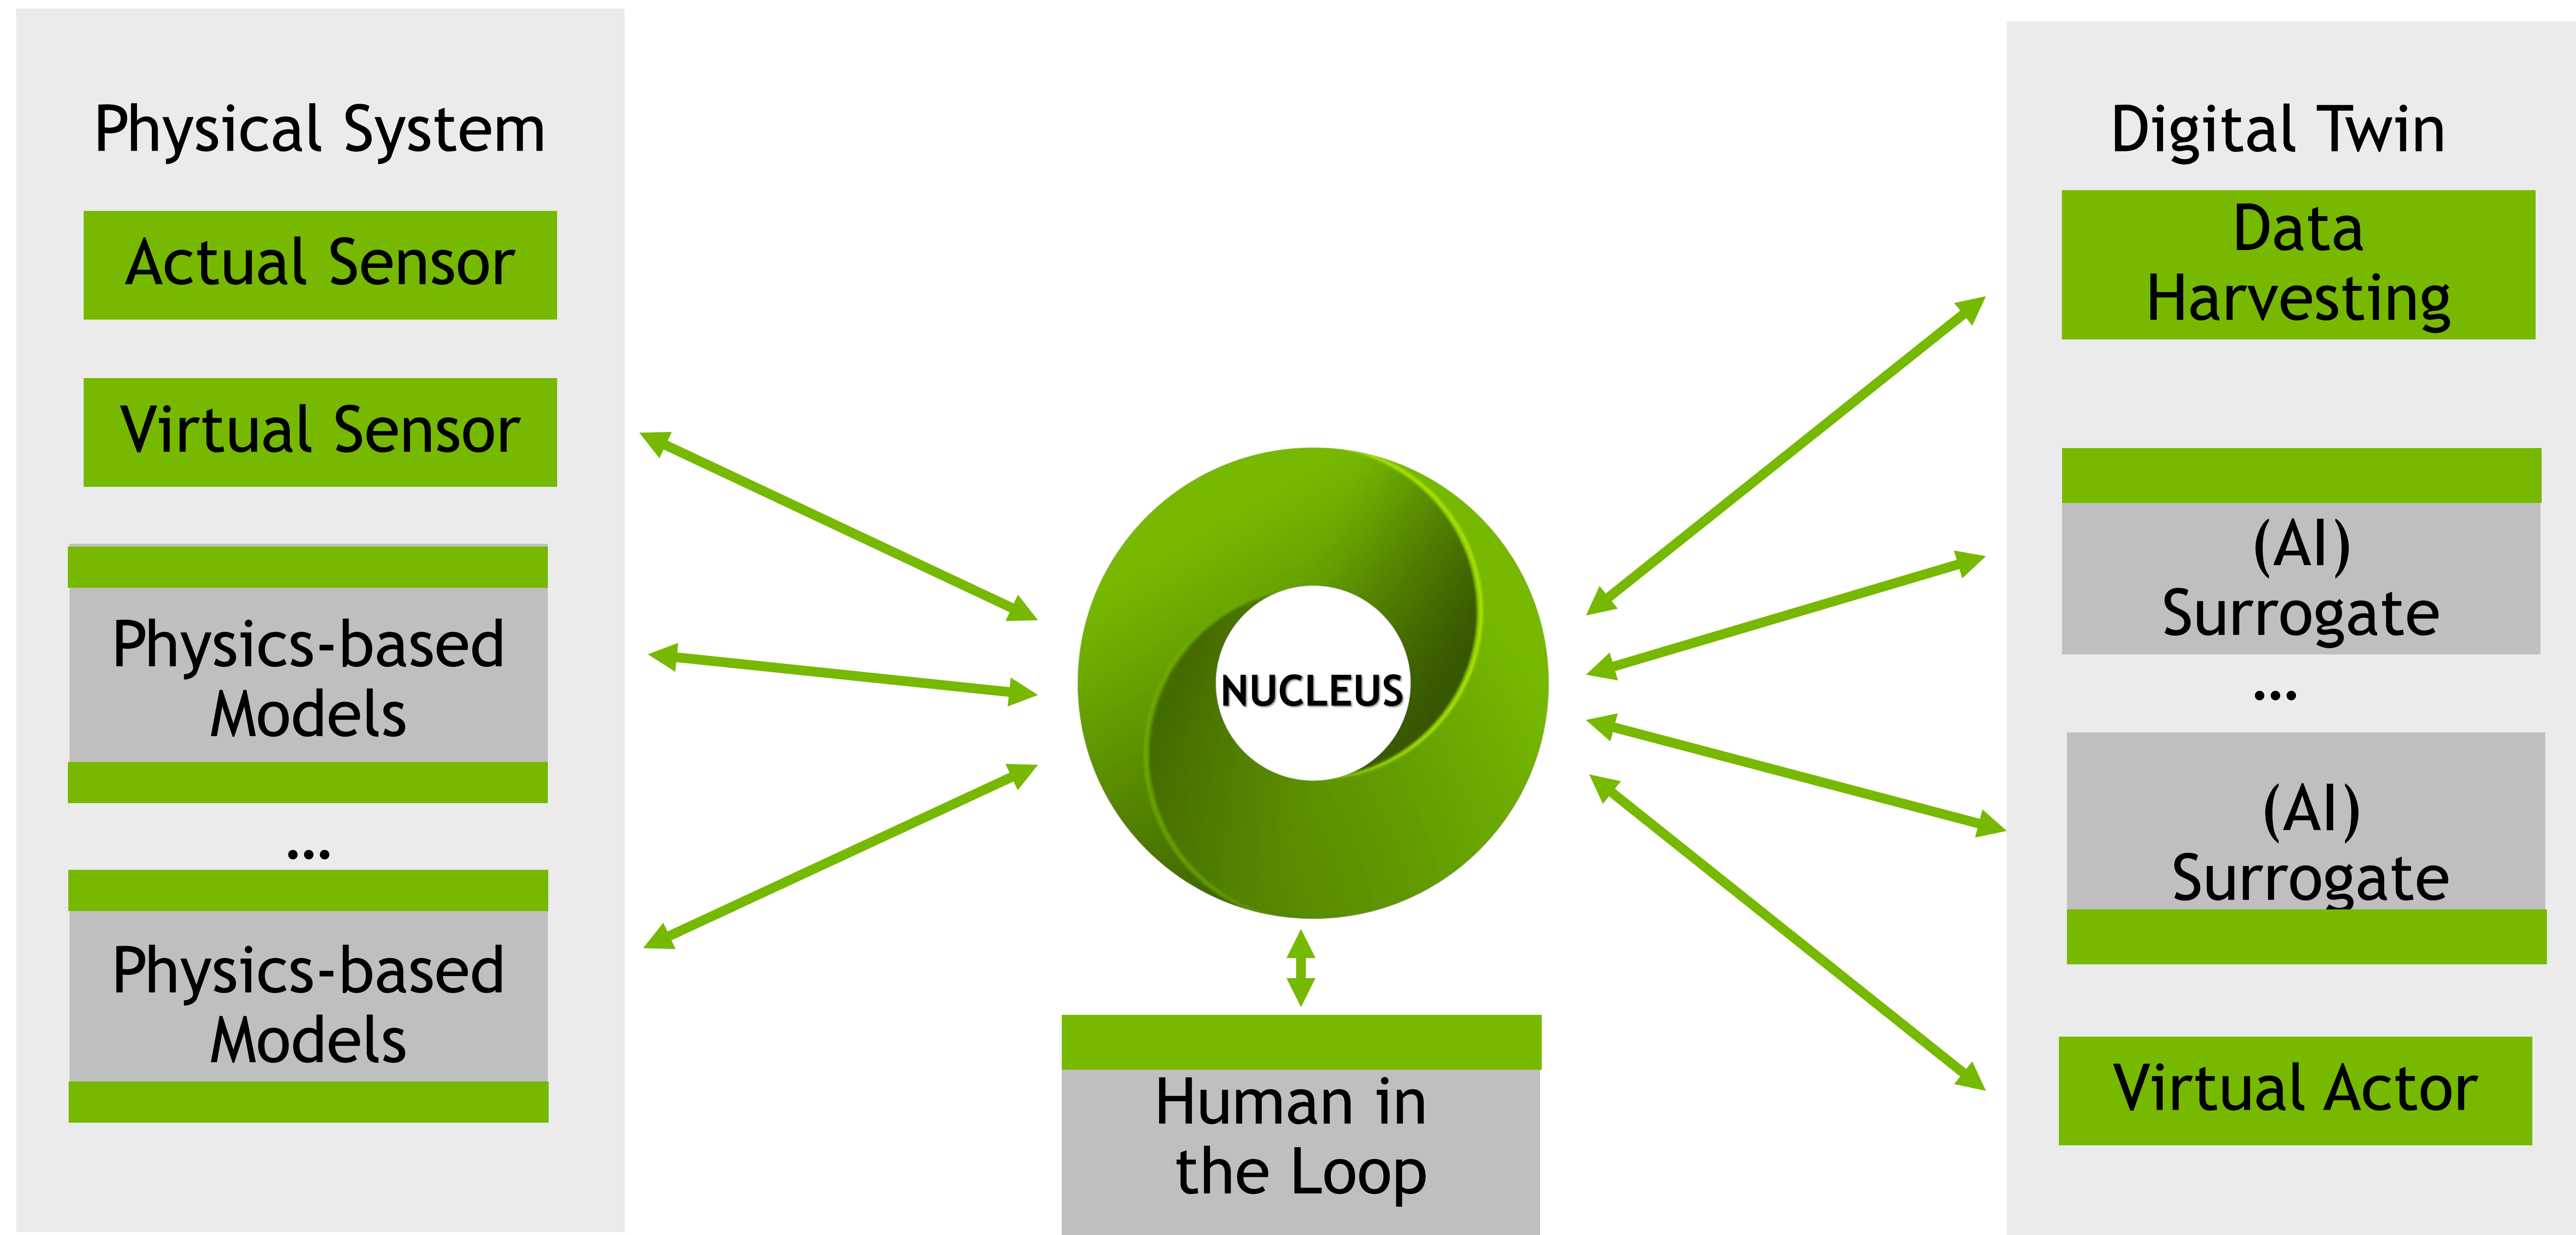 Physical System
Actual Sensor
Virtual Sensor
Physics-based
Models
...
Physics-based
Models
NUCLEUS
Human in
the Loop
Digital Twin
Data
Harvesting
(AI)
Surrogate
...
(AI)
Surrogate
Virtual Actor